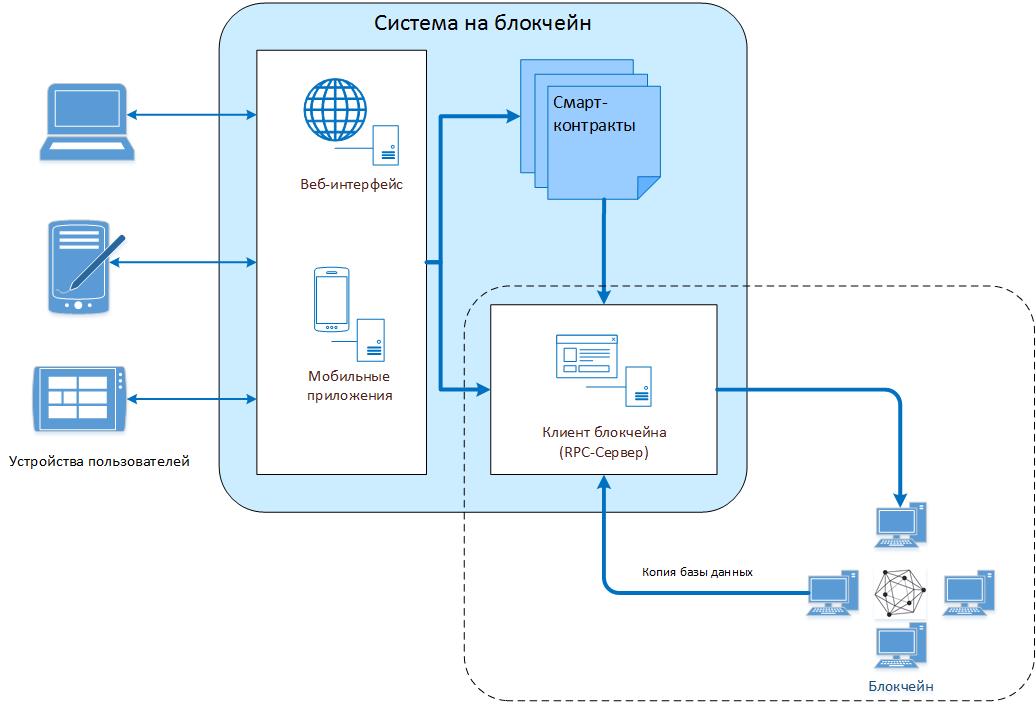 Система на блокчейн
Смарт-
контракты
Веб-интерфейс
Мобильные
приложения
Клиент блокчейна
(RPC-Сервер)
Устройства пользователей
Копия базы данных
Блокчейн